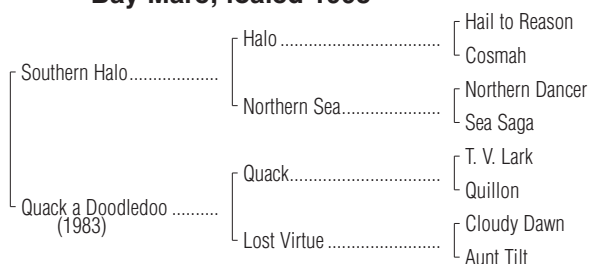 Bay Mare, foaled
Hail to Reason
Halo ................................
Cosmah
Southern Halo..................
Northern Dancer
Northern Sea....................
Sea Saga
T. V. Lark
Quack..............................
Quillon
Quack a Doodledoo .........
(1983)
Cloudy Dawn
Lost Virtue .......................
Aunt Tilt